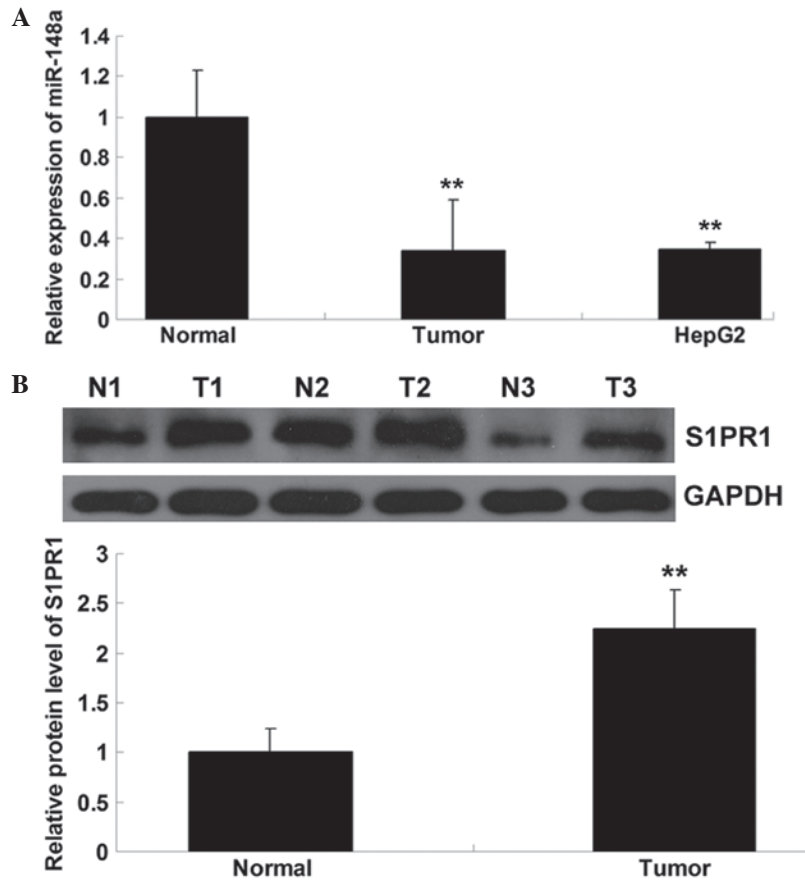 A
Relative expression of miR-148a
1.4
1.2
1
0.8
0.6
0.4
0.2
0
**
**
Normal Tumor HepG2
B
N1 T1 N2 T2 N3 T3
S1PR1
GAPDH
Relative protein level of S1PR1
3
2.5
2
1.5
1
0.5
0
**
Normal Tumor